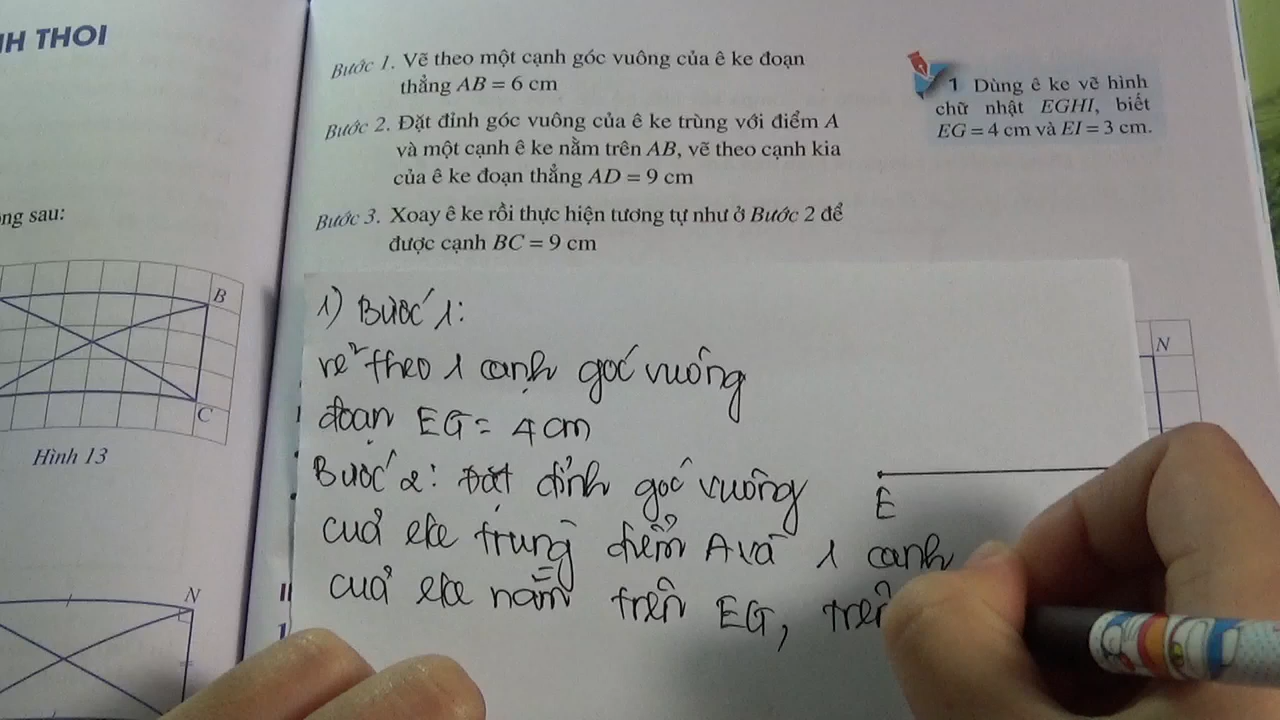 NH THOI
ng sau:
B
C
Hình 13
N
Bước 1. Vẽ theo một cạnh góc vuông của ê ke đoạn
thẳng AB = 6 cm
Bước 2. Đặt đỉnh góc vuông của ê ke trùng với điểm A
và một cạnh ê ke nằm trên AB, vẽ theo cạnh kia
của ê ke đoạn thẳng AD = 9 cm
Bước 3. Xoay ê ke rồi thực hiện tương tự như ở Bước 2 để
được cạnh BC = 9 cm
1 Dùng ê ke vẽ hình
chữ nhật EGHI, biết
EG = 4 cm và EI = 3 cm.
N
1) Bước 1:
vẽ theo 1 cạnh góc vuông
đoạn EG = 4cm
Bước 2: Đặt đỉnh góc vuông
của eke trùng điểm A và 1 canh
của eke nằm trên EG, trên
E